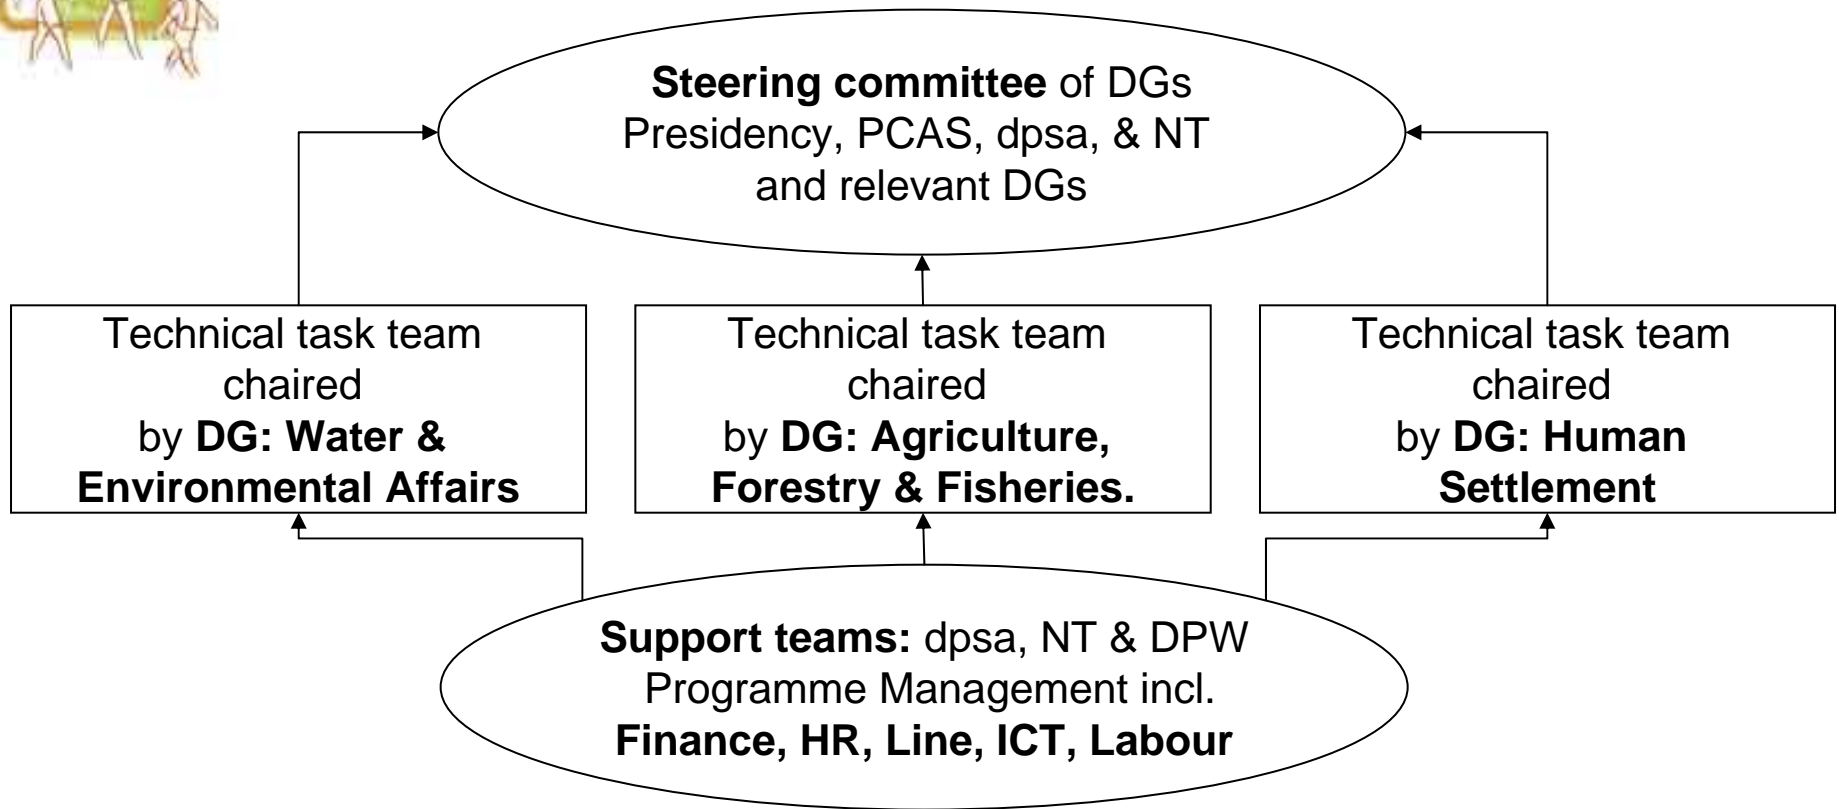 Steering committee of DGs
Presidency, PCAS, dpsa, & NT
and relevant DGs
Technical task team
chaired
by DG: Water &
Environmental Affairs
Technical task team
chaired
by DG: Agriculture,
Forestry & Fisheries.
Technical task team
chaired
by DG: Human
Settlement
Support teams: dpsa, NT & DPW
Programme Management incl.
Finance, HR, Line, ICT, Labour